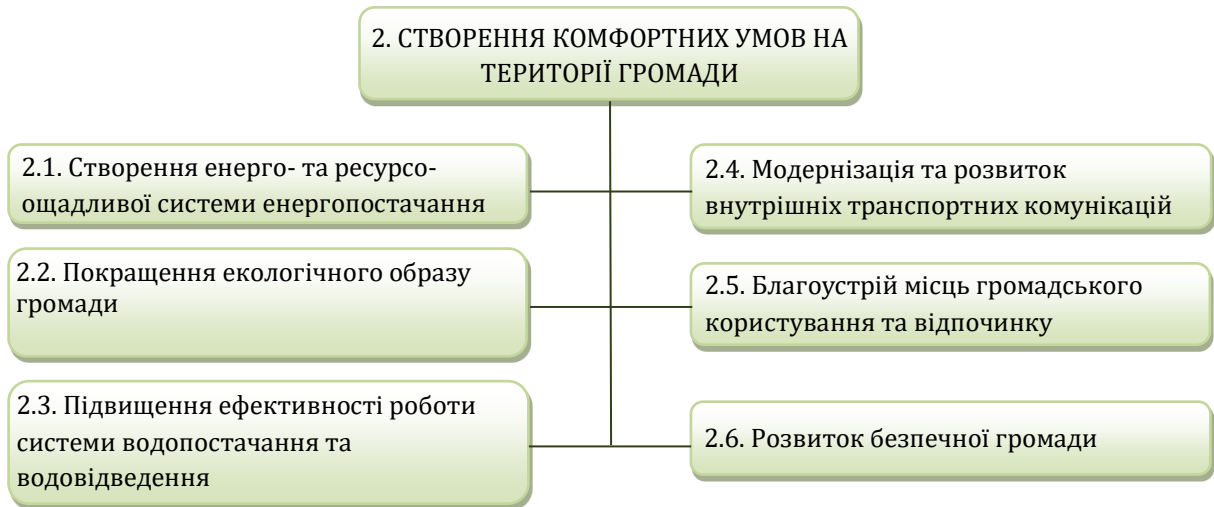 2. СТВОРЕННЯ КОМФОРТНИХ УМОВ НА
ТЕРИТОРІЇ ГРОМАДИ
2.1. Створення енерго- та ресурсо-
ощадливої системи енергопостачання
2.2. Покращення екологічного образу
громади
2.3. Підвищення ефективності роботи
системи водопостачання та
водовідведення
2.4. Модернізація та розвиток
внутрішніх транспортних комунікацій
2.5. Благоустрій місць громадського
користування та відпочинку
2.6. Розвиток безпечної громади